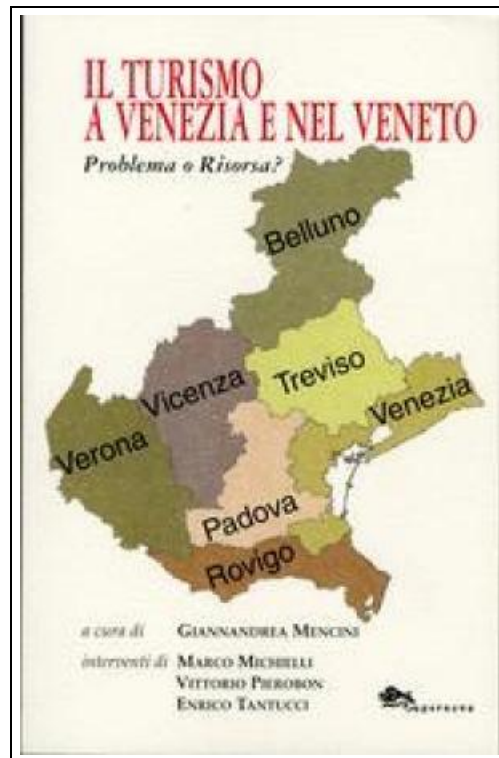 IL TURISMO
A VENEZIA E NEL VENETO
Problema o Risorsa?
Belluno
Vicenza
Treviso
Venezia
Verona
Padova
Rovigo
a cura di GIANNANDREA MENCINI
interventi di MARCO MICHIELLI
VITTORIO PIEROBON
ENRICO TANTUCCI
supernova